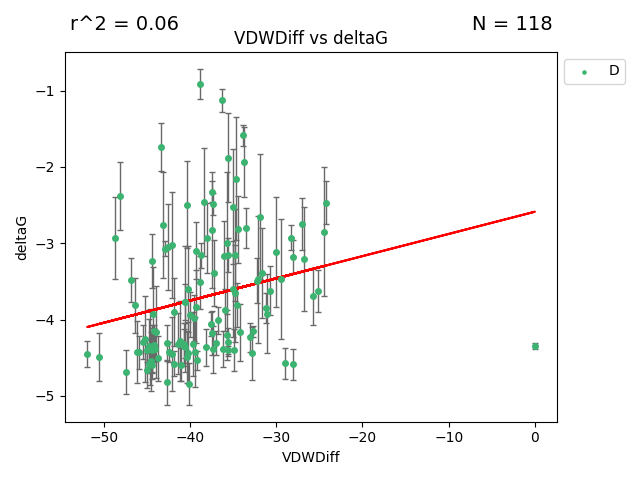 r^2 = 0.06
N = 118
VDWDiff vs deltaG
D
−1
−2
−3
−4
−5
deltaG
−50
−40
−30
−20
−10
0
VDWDiff